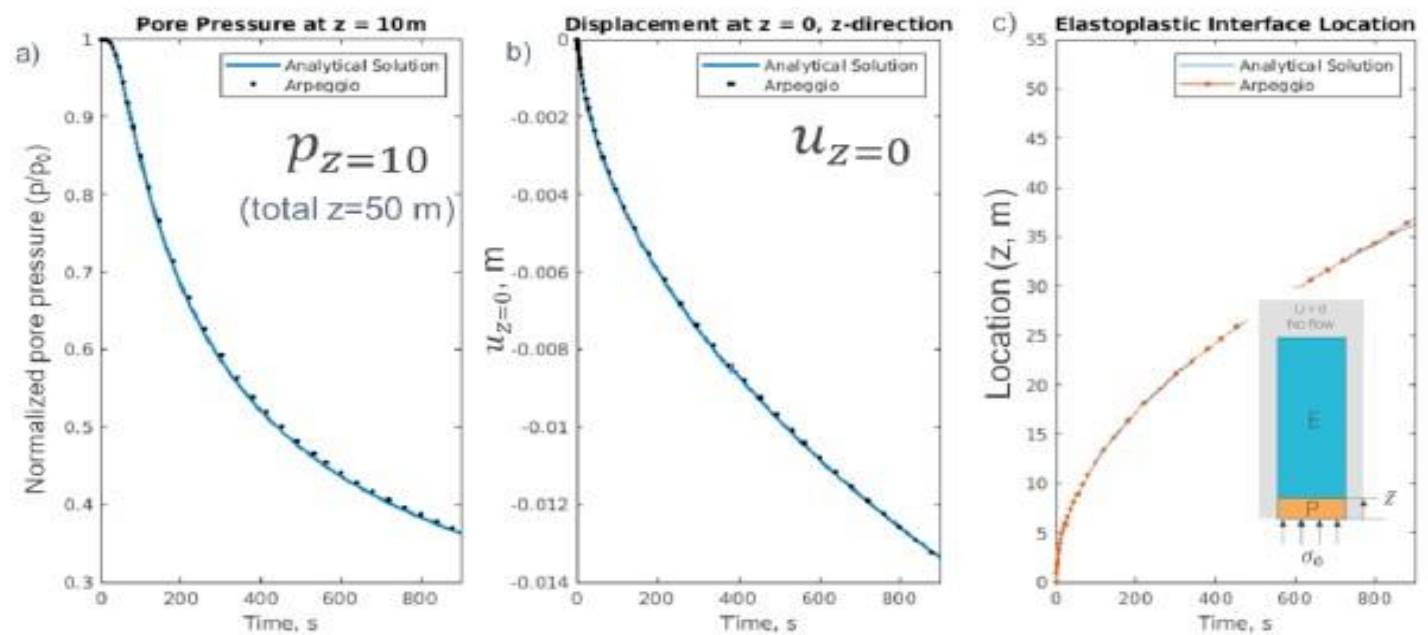 a)
Pore Pressure at z = 10m
Analytical Solution
Arpeggio
p_{z=10}
(total z=50 m)
Normalized pore pressure (p/p₀)
1
0.9
0.8
0.7
0.6
0.5
0.4
0.3
0 200 400 600 800
Time, s
b)
Displacement at z = 0, z-direction
Analytical Solution
Arpeggio
u_{z=0}
u_{z=0}, m
0
-0.002
-0.004
-0.006
-0.008
-0.01
-0.012
-0.014
0 200 400 600 800
Time, s
c)
Elastoplastic Interface Location
Analytical Solution
Arpeggio
Location (z, m)
55
50
45
40
35
30
25
20
15
10
5
0
no flow
E
P
z̄
0 200 400 600 800
Time, s